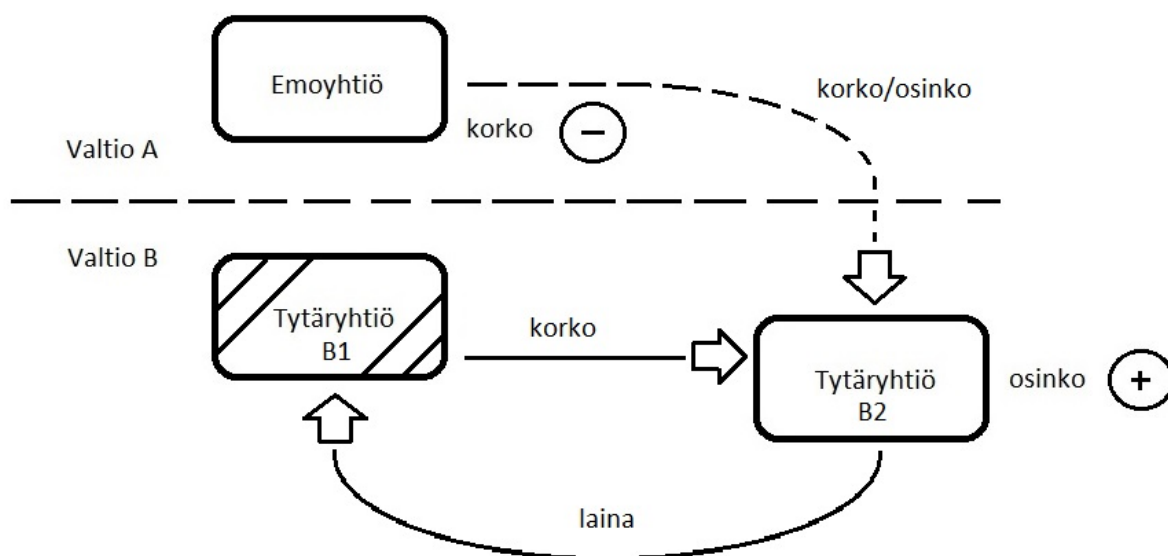 Emoyhtiö
korko/osinko
korko
−
Valtio A
Valtio B
Tytäryhtiö
B1
korko
Tytäryhtiö
B2
osinko
+
laina